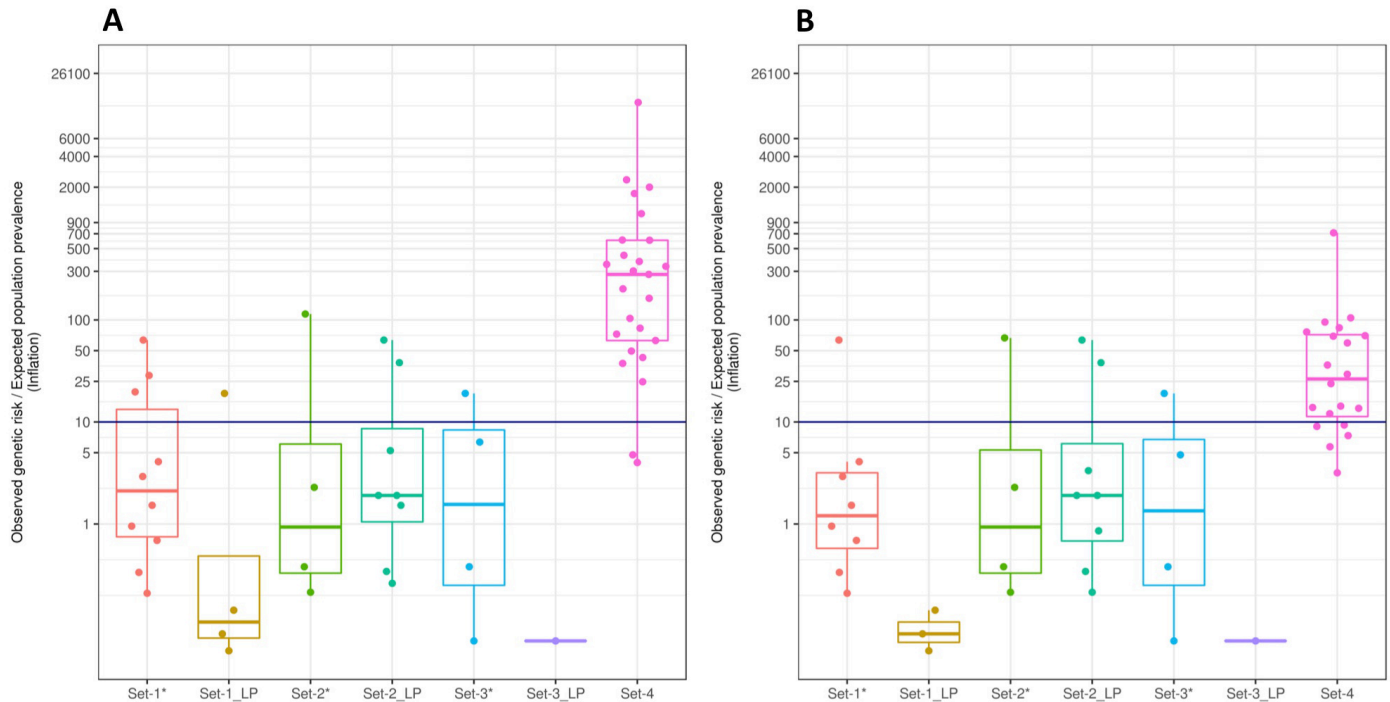 A
B
Observed genetic risk / Expected population prevalence
(Inflation)
26100
6000
4000
2000
900
700
500
300
100
50
25
10
5
1
Set-1*
Set-1_LP
Set-2*
Set-2_LP
Set-3*
Set-3_LP
Set-4
Observed genetic risk / Expected population prevalence
(Inflation)
26100
6000
4000
2000
900
700
500
300
100
50
25
10
5
1
Set-1*
Set-1_LP
Set-2*
Set-2_LP
Set-3*
Set-3_LP
Set-4